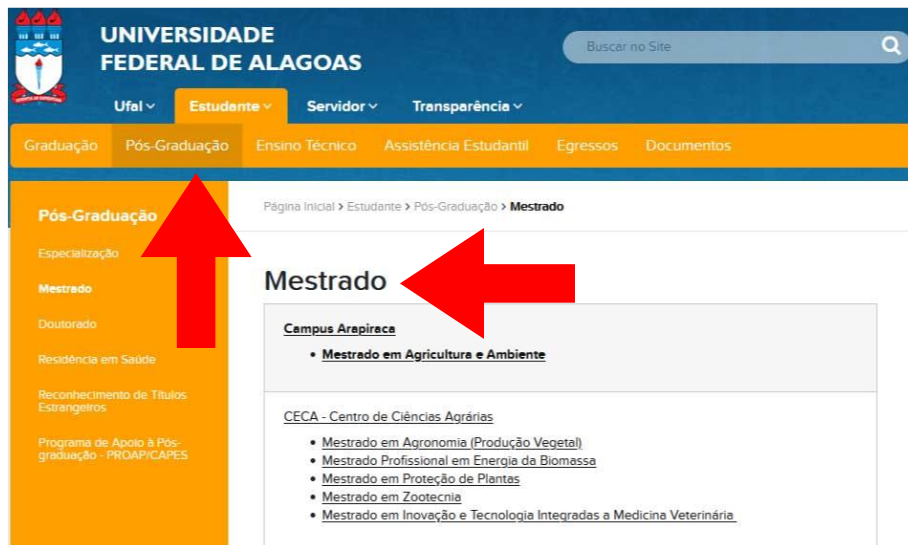 UNIVERSIDADE
FEDERAL DE ALAGOAS
Buscar no Site
Ufal Estudante Servidor Transparência
Graduação Pós-Graduação Ensino Técnico Assistência Estudantil Egressos Documentos
Pós-Graduação
Especialização
Mestrado
Doutorado
Residência em Saúde
Reconhecimento de Títulos
Estrangeiros
Programa de Apoio à Pós-
graduação - PROAP/CAPES
Página Inicial > Estudante > Pós-Graduação > Mestrado
Mestrado
Campus Arapiraca
• Mestrado em Agricultura e Ambiente
CECA - Centro de Ciências Agrárias
• Mestrado em Agronomia (Produção Vegetal)
• Mestrado Profissional em Energia da Biomassa
• Mestrado em Proteção de Plantas
• Mestrado em Zootecnia
• Mestrado em Inovação e Tecnologia Integradas a Medicina Veterinária